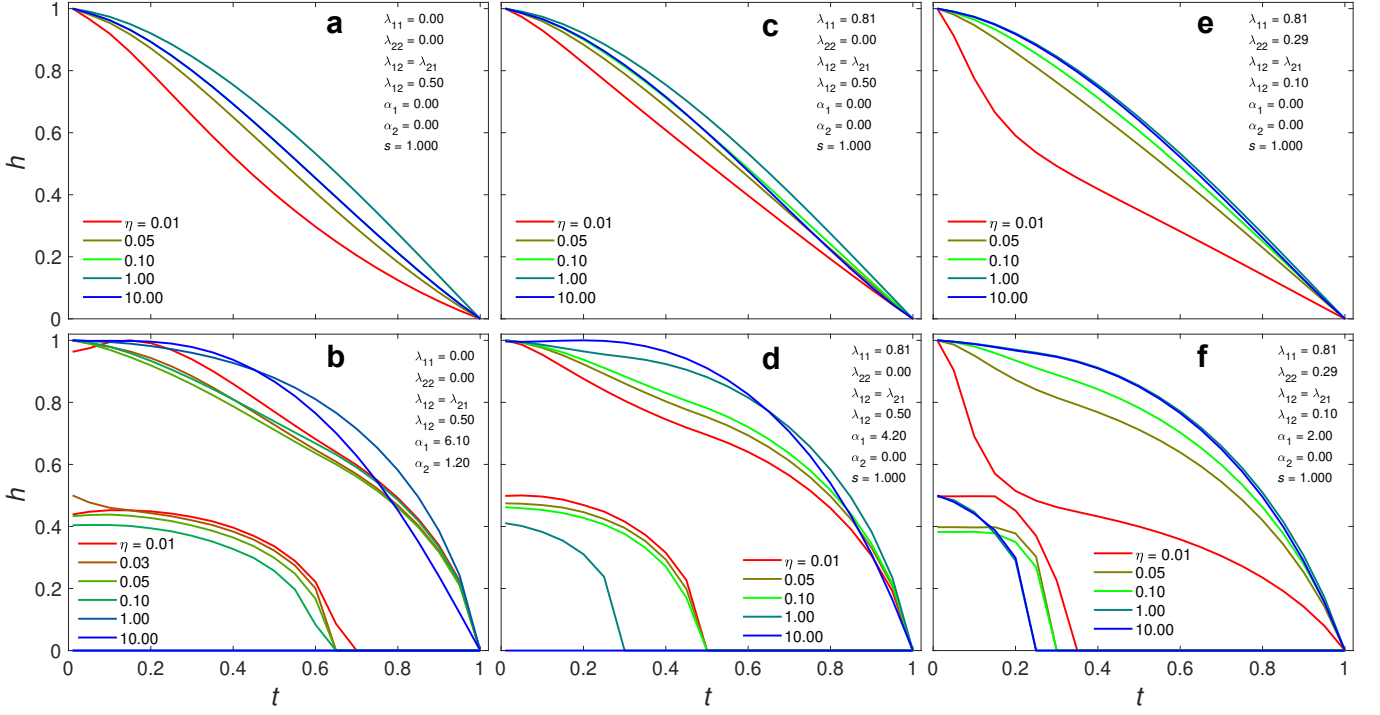 a
λ11 = 0.00
λ22 = 0.00
λ12 = λ21
λ12 = 0.50
α1 = 0.00
α2 = 0.00
s = 1.000
h
1
0.8
0.6
0.4
0.2
0
η = 0.01
0.05
0.10
1.00
10.00
c
λ11 = 0.81
λ22 = 0.00
λ12 = λ21
λ12 = 0.50
α1 = 0.00
α2 = 0.00
s = 1.000
η = 0.01
0.05
0.10
1.00
10.00
e
λ11 = 0.81
λ22 = 0.29
λ12 = λ21
λ12 = 0.10
α1 = 0.00
α2 = 0.00
s = 1.000
η = 0.01
0.05
0.10
1.00
10.00
b
λ11 = 0.00
λ22 = 0.00
λ12 = λ21
λ12 = 0.50
α1 = 6.10
α2 = 1.20
h
1
0.8
0.6
0.4
0.2
0
η = 0.01
0.03
0.05
0.10
1.00
10.00
0 0.2 0.4 0.6 0.8 1
t
d
λ11 = 0.81
λ22 = 0.00
λ12 = λ21
λ12 = 0.50
α1 = 4.20
α2 = 0.00
s = 1.000
η = 0.01
0.05
0.10
1.00
10.00
0 0.2 0.4 0.6 0.8 1
t
f
λ11 = 0.81
λ22 = 0.29
λ12 = λ21
λ12 = 0.10
α1 = 2.00
α2 = 0.00
s = 1.000
η = 0.01
0.05
0.10
1.00
10.00
0 0.2 0.4 0.6 0.8 1
t